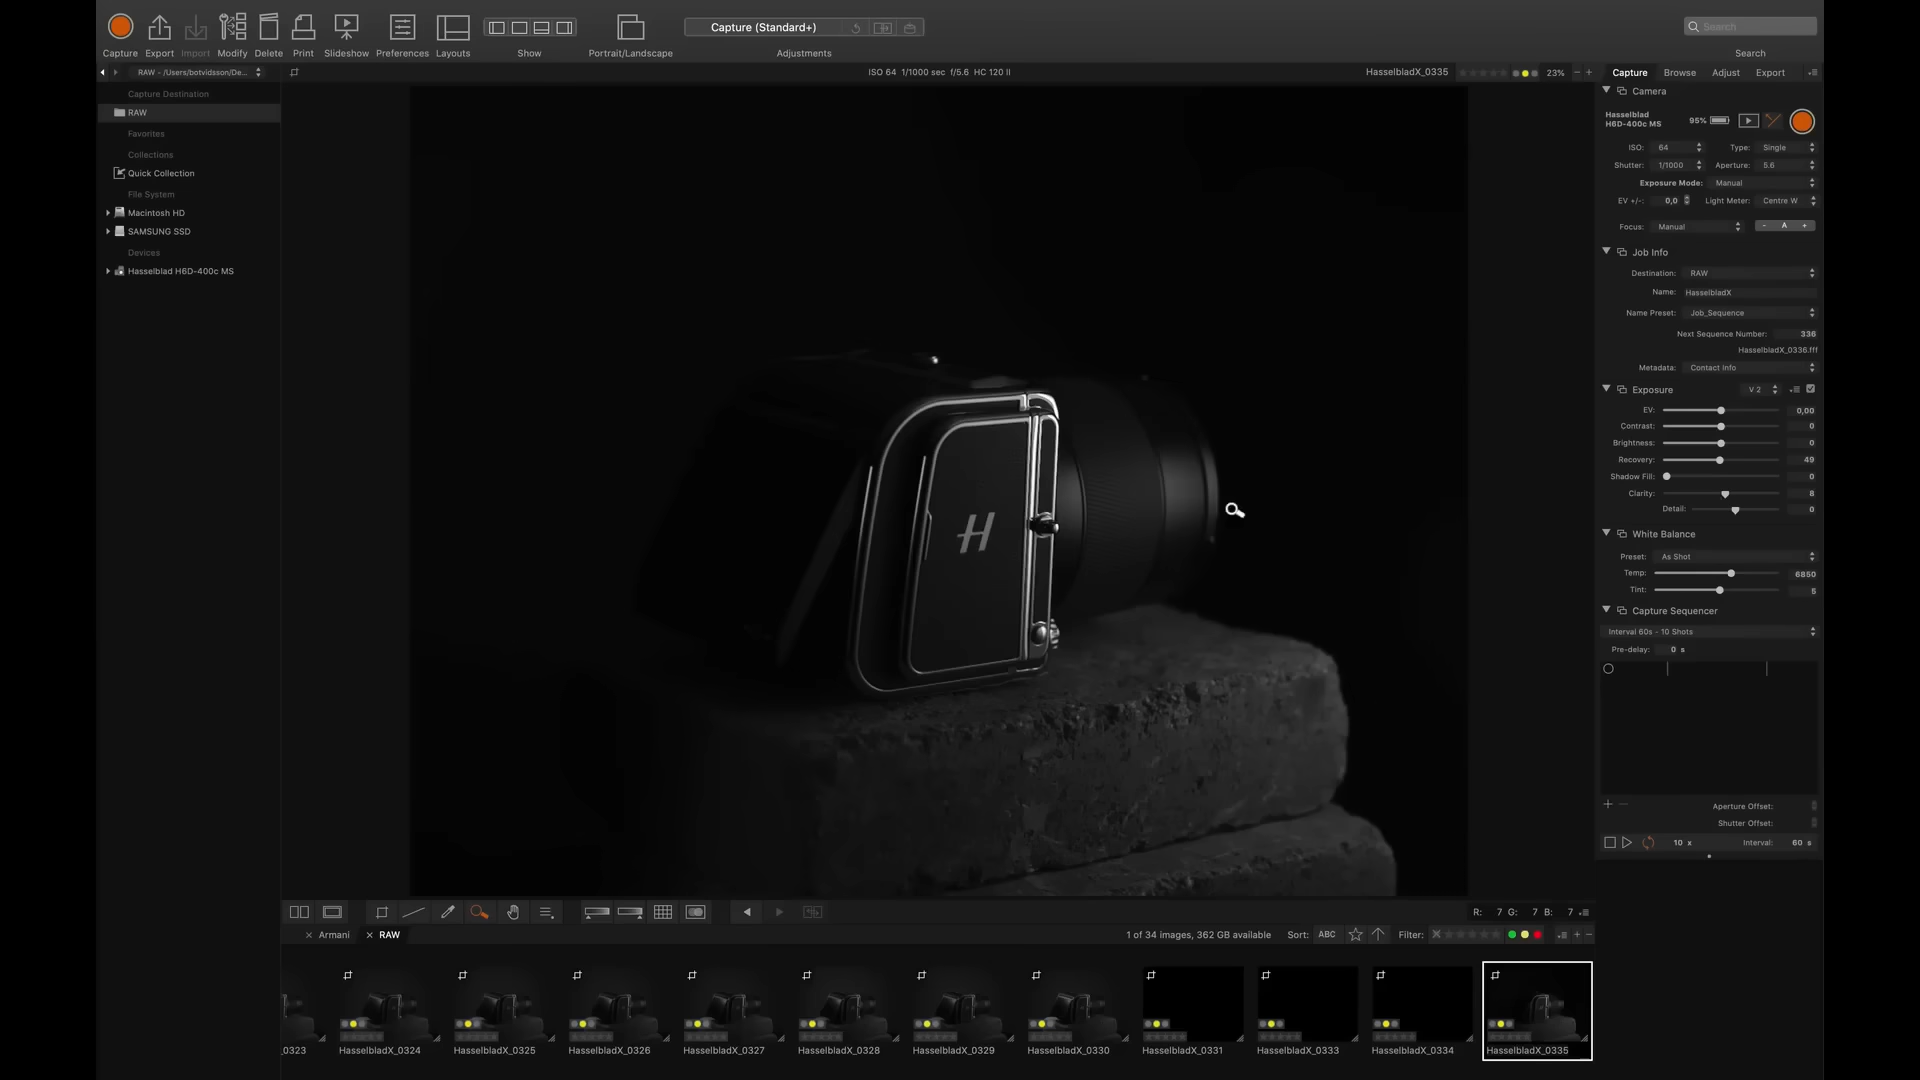 Capture Export Import Modify Delete Print Slideshow Preferences Layouts Show Portrait/Landscape
Capture (Standard+)
Adjustments
Search
Search
RAW - /Users/botvidsson/De...
ISO 64 1/1000 sec f/5.6 HC 120 II
HasselbladX_0335
23%
Capture Browse Adjust Export
Capture Destination
RAW
Favorites
Collections
Quick Collection
File System
Macintosh HD
SAMSUNG SSD
Devices
Hasselblad H6D-400c MS
H
Camera
Hasselblad
H6D-400c MS
95%
ISO: 64 Type: Single
Shutter: 1/1000 Aperture: 5.6
Exposure Mode: Manual
EV +/-: 0,0 Light Meter: Centre W
Focus: Manual - A +
Job Info
Destination: RAW
Name: HasselbladX
Name Preset: Job_Sequence
Next Sequence Number: 336
HasselbladX_0336.fff
Metadata: Contact Info
Exposure V 2
EV: 0,00
Contrast: 0
Brightness: 0
Recovery: 49
Shadow Fill: 0
Clarity: 8
Detail: 0
White Balance
Preset: As Shot
Temp: 6850
Tint: 5
Capture Sequencer
Interval 60s - 10 Shots
Pre-delay: 0 s
Aperture Offset:
Shutter Offset:
10 x Interval: 60 s
R: 7 G: 7 B: 7
Armani RAW
1 of 34 images, 362 GB available Sort: ABC Filter:
_0323 HasselbladX_0324 HasselbladX_0325 HasselbladX_0326 HasselbladX_0327 HasselbladX_0328 HasselbladX_0329 HasselbladX_0330 HasselbladX_0331 HasselbladX_0333 HasselbladX_0334 HasselbladX_0335